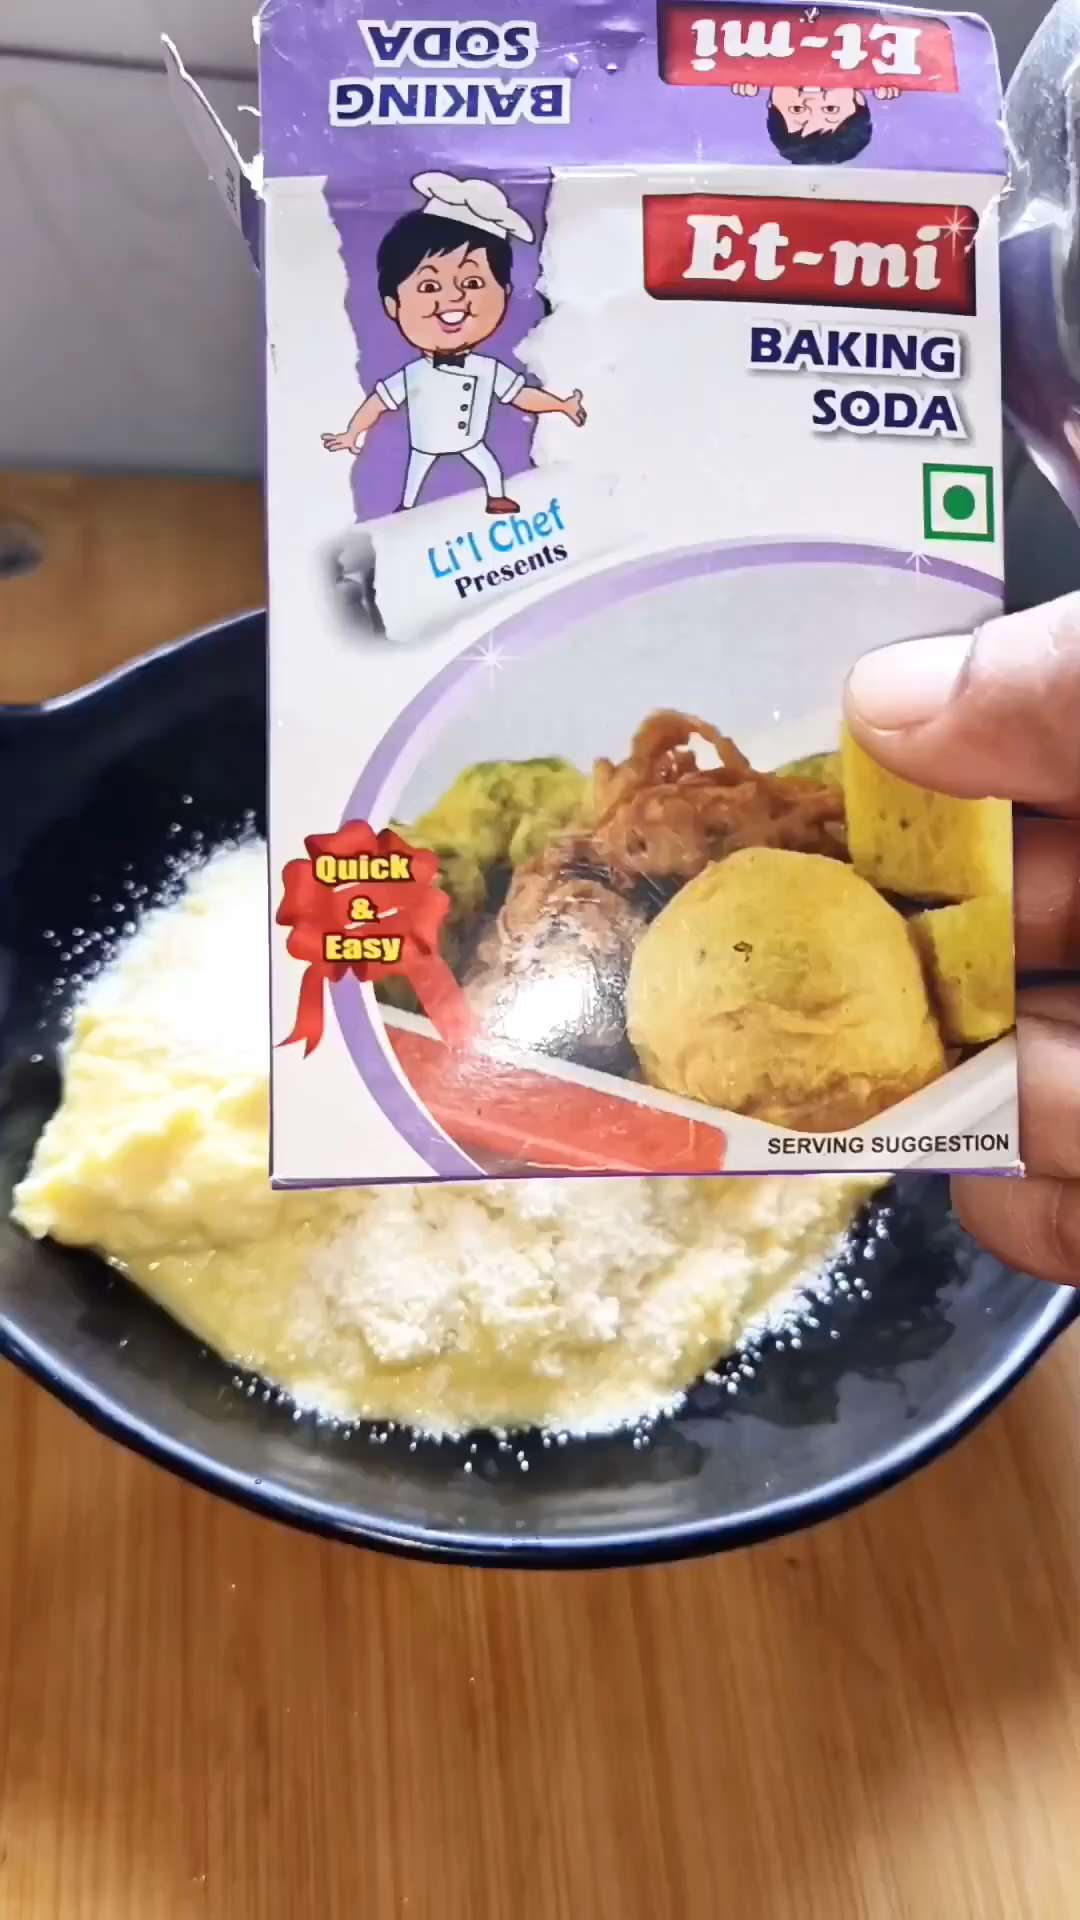 BAKING
SODA
Et-mi
Et-mi
BAKING
SODA
Li'l Chef
Presents
Quick
&
Easy
SERVING SUGGESTION